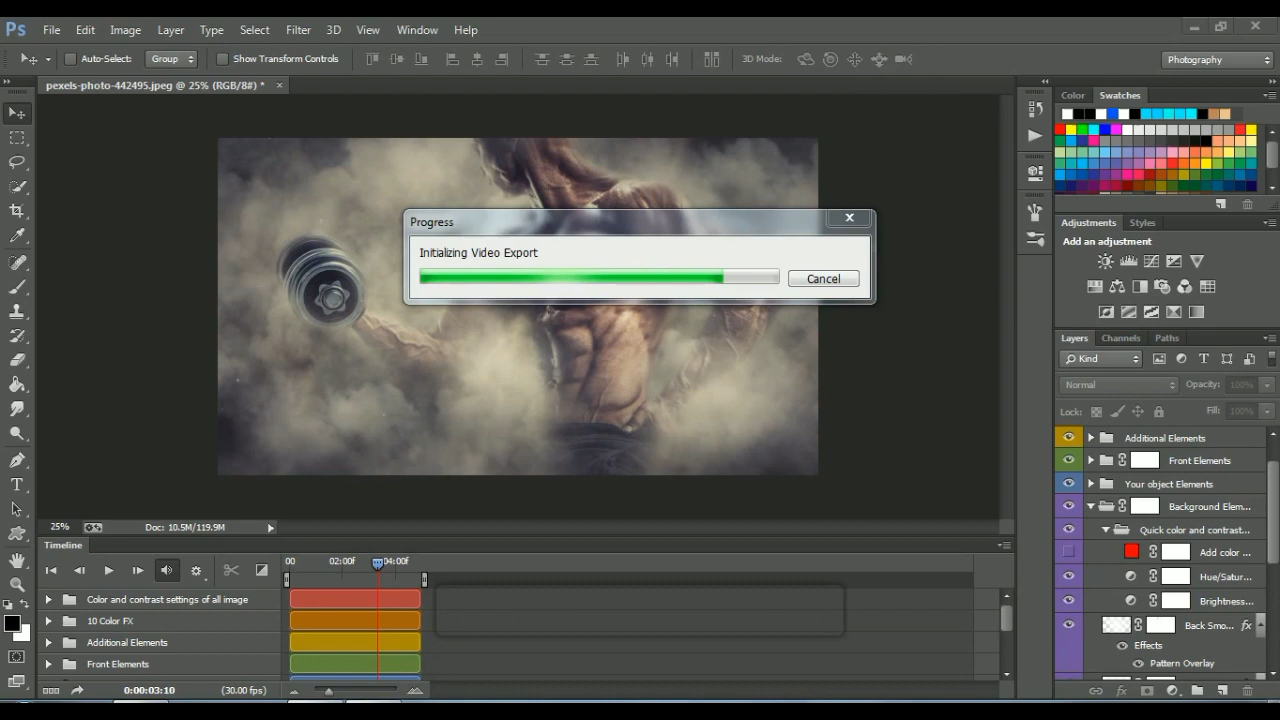 Ps File Edit Image Layer Type Select Filter 3D View Window Help
Auto-Select: Group Show Transform Controls 3D Mode: Photography
pexels-photo-442495.jpeg @ 25% (RGB/8#) *
Color Swatches
Progress
Initializing Video Export
Cancel
Adjustments Styles
Add an adjustment
Layers Channels Paths
Kind
Normal Opacity: 100%
Lock: Fill: 100%
Additional Elements
Front Elements
Your object Elements
Background Elem...
Quick color and contrast...
Add color ...
Hue/Satur...
Brightness...
Back Smo... fx
Effects
Pattern Overlay
25% Doc: 10.5M/119.9M
Timeline
00 02:00f 04:00f
Color and contrast settings of all image
10 Color FX
Additional Elements
Front Elements
0:00:03:10 (30.00 fps)